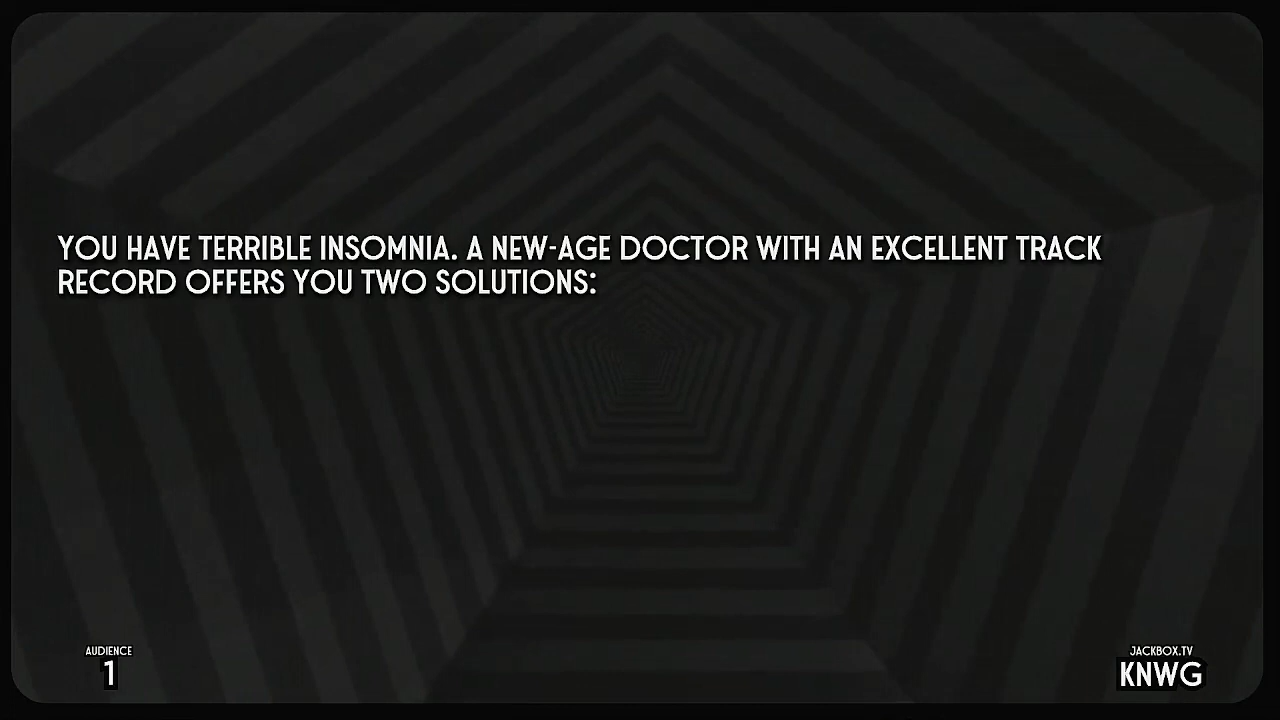 YOU HAVE TERRIBLE INSOMNIA. A NEW-AGE DOCTOR WITH AN EXCELLENT TRACK
RECORD OFFERS YOU TWO SOLUTIONS:
AUDIENCE
1
JACKBOX.TV
KNWG